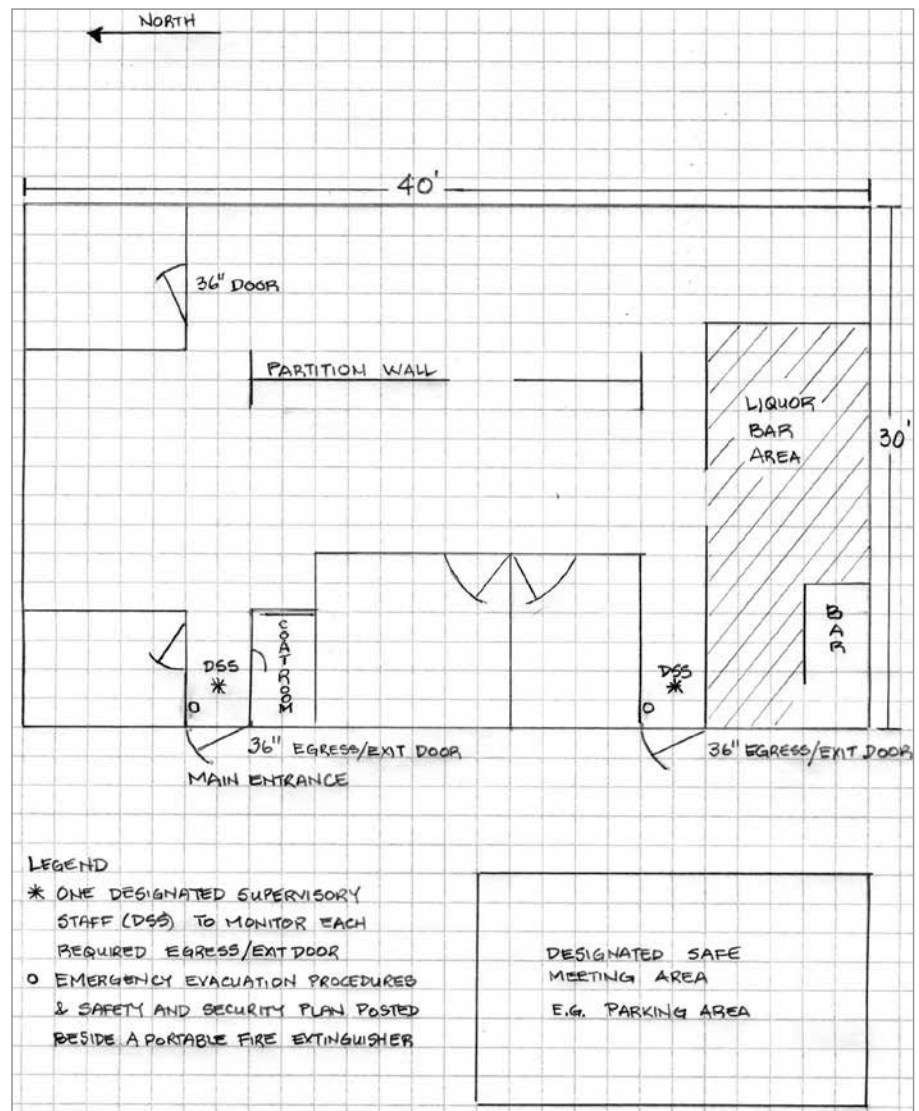 NORTH
40'
36" DOOR
PARTITION WALL
LIQUOR
BAR
AREA
30'
COATROOM
BAR
DSS
*
O
DSS
*
O
36" EGRESS/EXIT DOOR
36" EGRESS/EXIT DOOR
MAIN ENTRANCE
LEGEND
* ONE DESIGNATED SUPERVISORY
STAFF (DSS) TO MONITOR EACH
REQUIRED EGRESS/EXIT DOOR
O EMERGENCY EVACUATION PROCEDURES
& SAFETY AND SECURITY PLAN POSTED
BESIDE A PORTABLE FIRE EXTINGUISHER
DESIGNATED SAFE
MEETING AREA
E.G. PARKING AREA